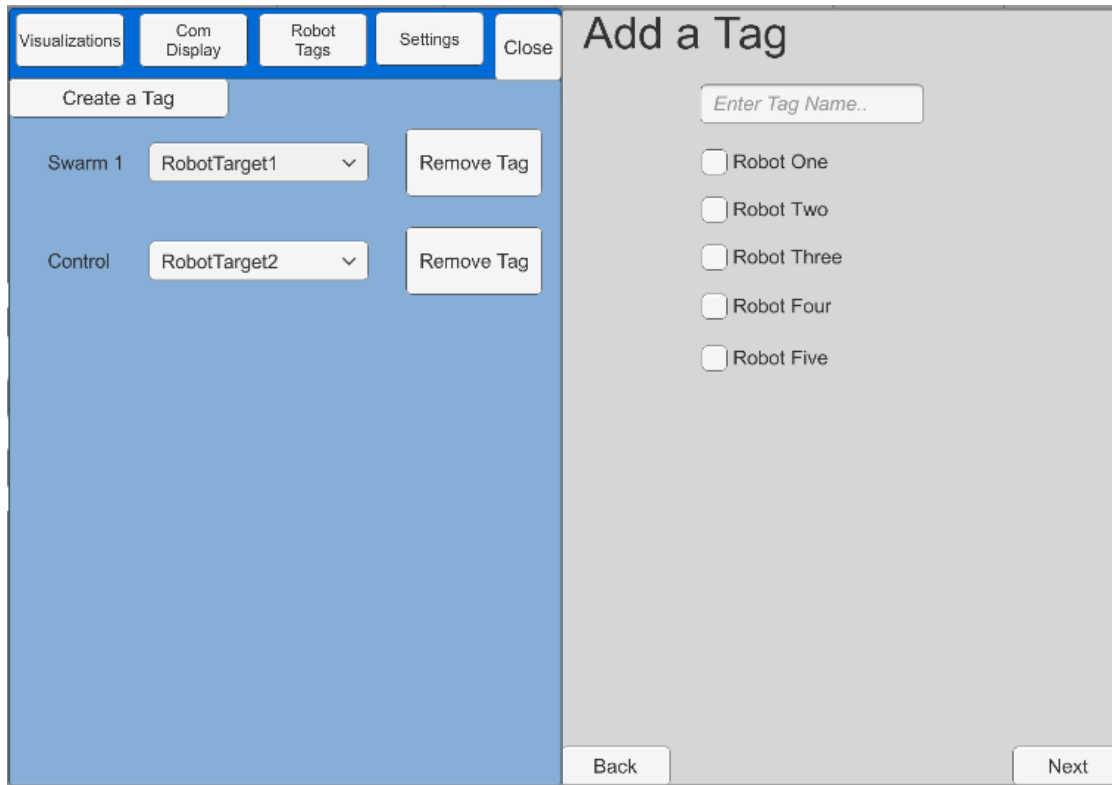 Visualizations
Com
Display
Robot
Tags
Settings
Close
Create a Tag
Swarm 1
RobotTarget1
Remove Tag
Control
RobotTarget2
Remove Tag
Add a Tag
Enter Tag Name..
Robot One
Robot Two
Robot Three
Robot Four
Robot Five
Back
Next